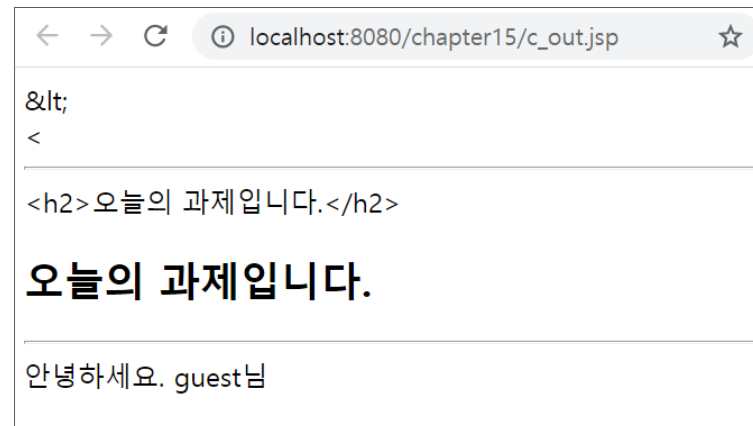 localhost:8080/chapter15/c_out.jsp
&lt;
<
<h2>오늘의 과제입니다.</h2>
오늘의 과제입니다.
안녕하세요. guest님